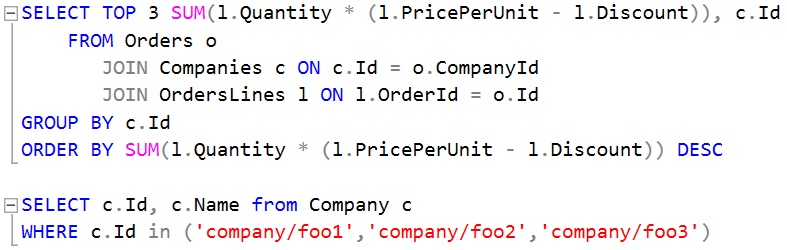 SELECT TOP 3 SUM(l.Quantity * (l.PricePerUnit - l.Discount)), c.Id
FROM Orders o
JOIN Companies c ON c.Id = o.CompanyId
JOIN OrdersLines l ON l.OrderId = o.Id
GROUP BY c.Id
ORDER BY SUM(l.Quantity * (l.PricePerUnit - l.Discount)) DESC
SELECT c.Id, c.Name from Company c
WHERE c.Id in ('company/foo1','company/foo2','company/foo3')